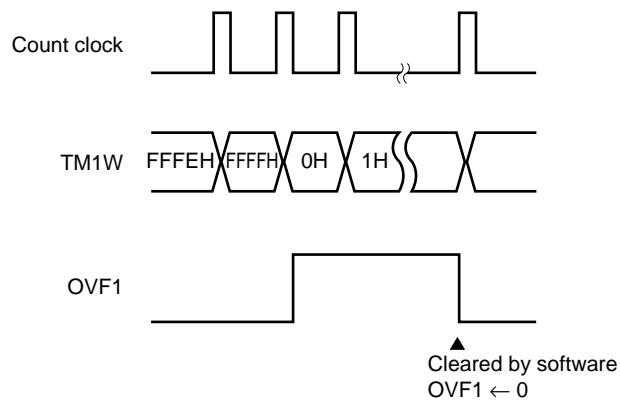 Count clock
TM1W
FFFEH FFFFH 0H 1H
OVF1
Cleared by software
OVF1 ← 0